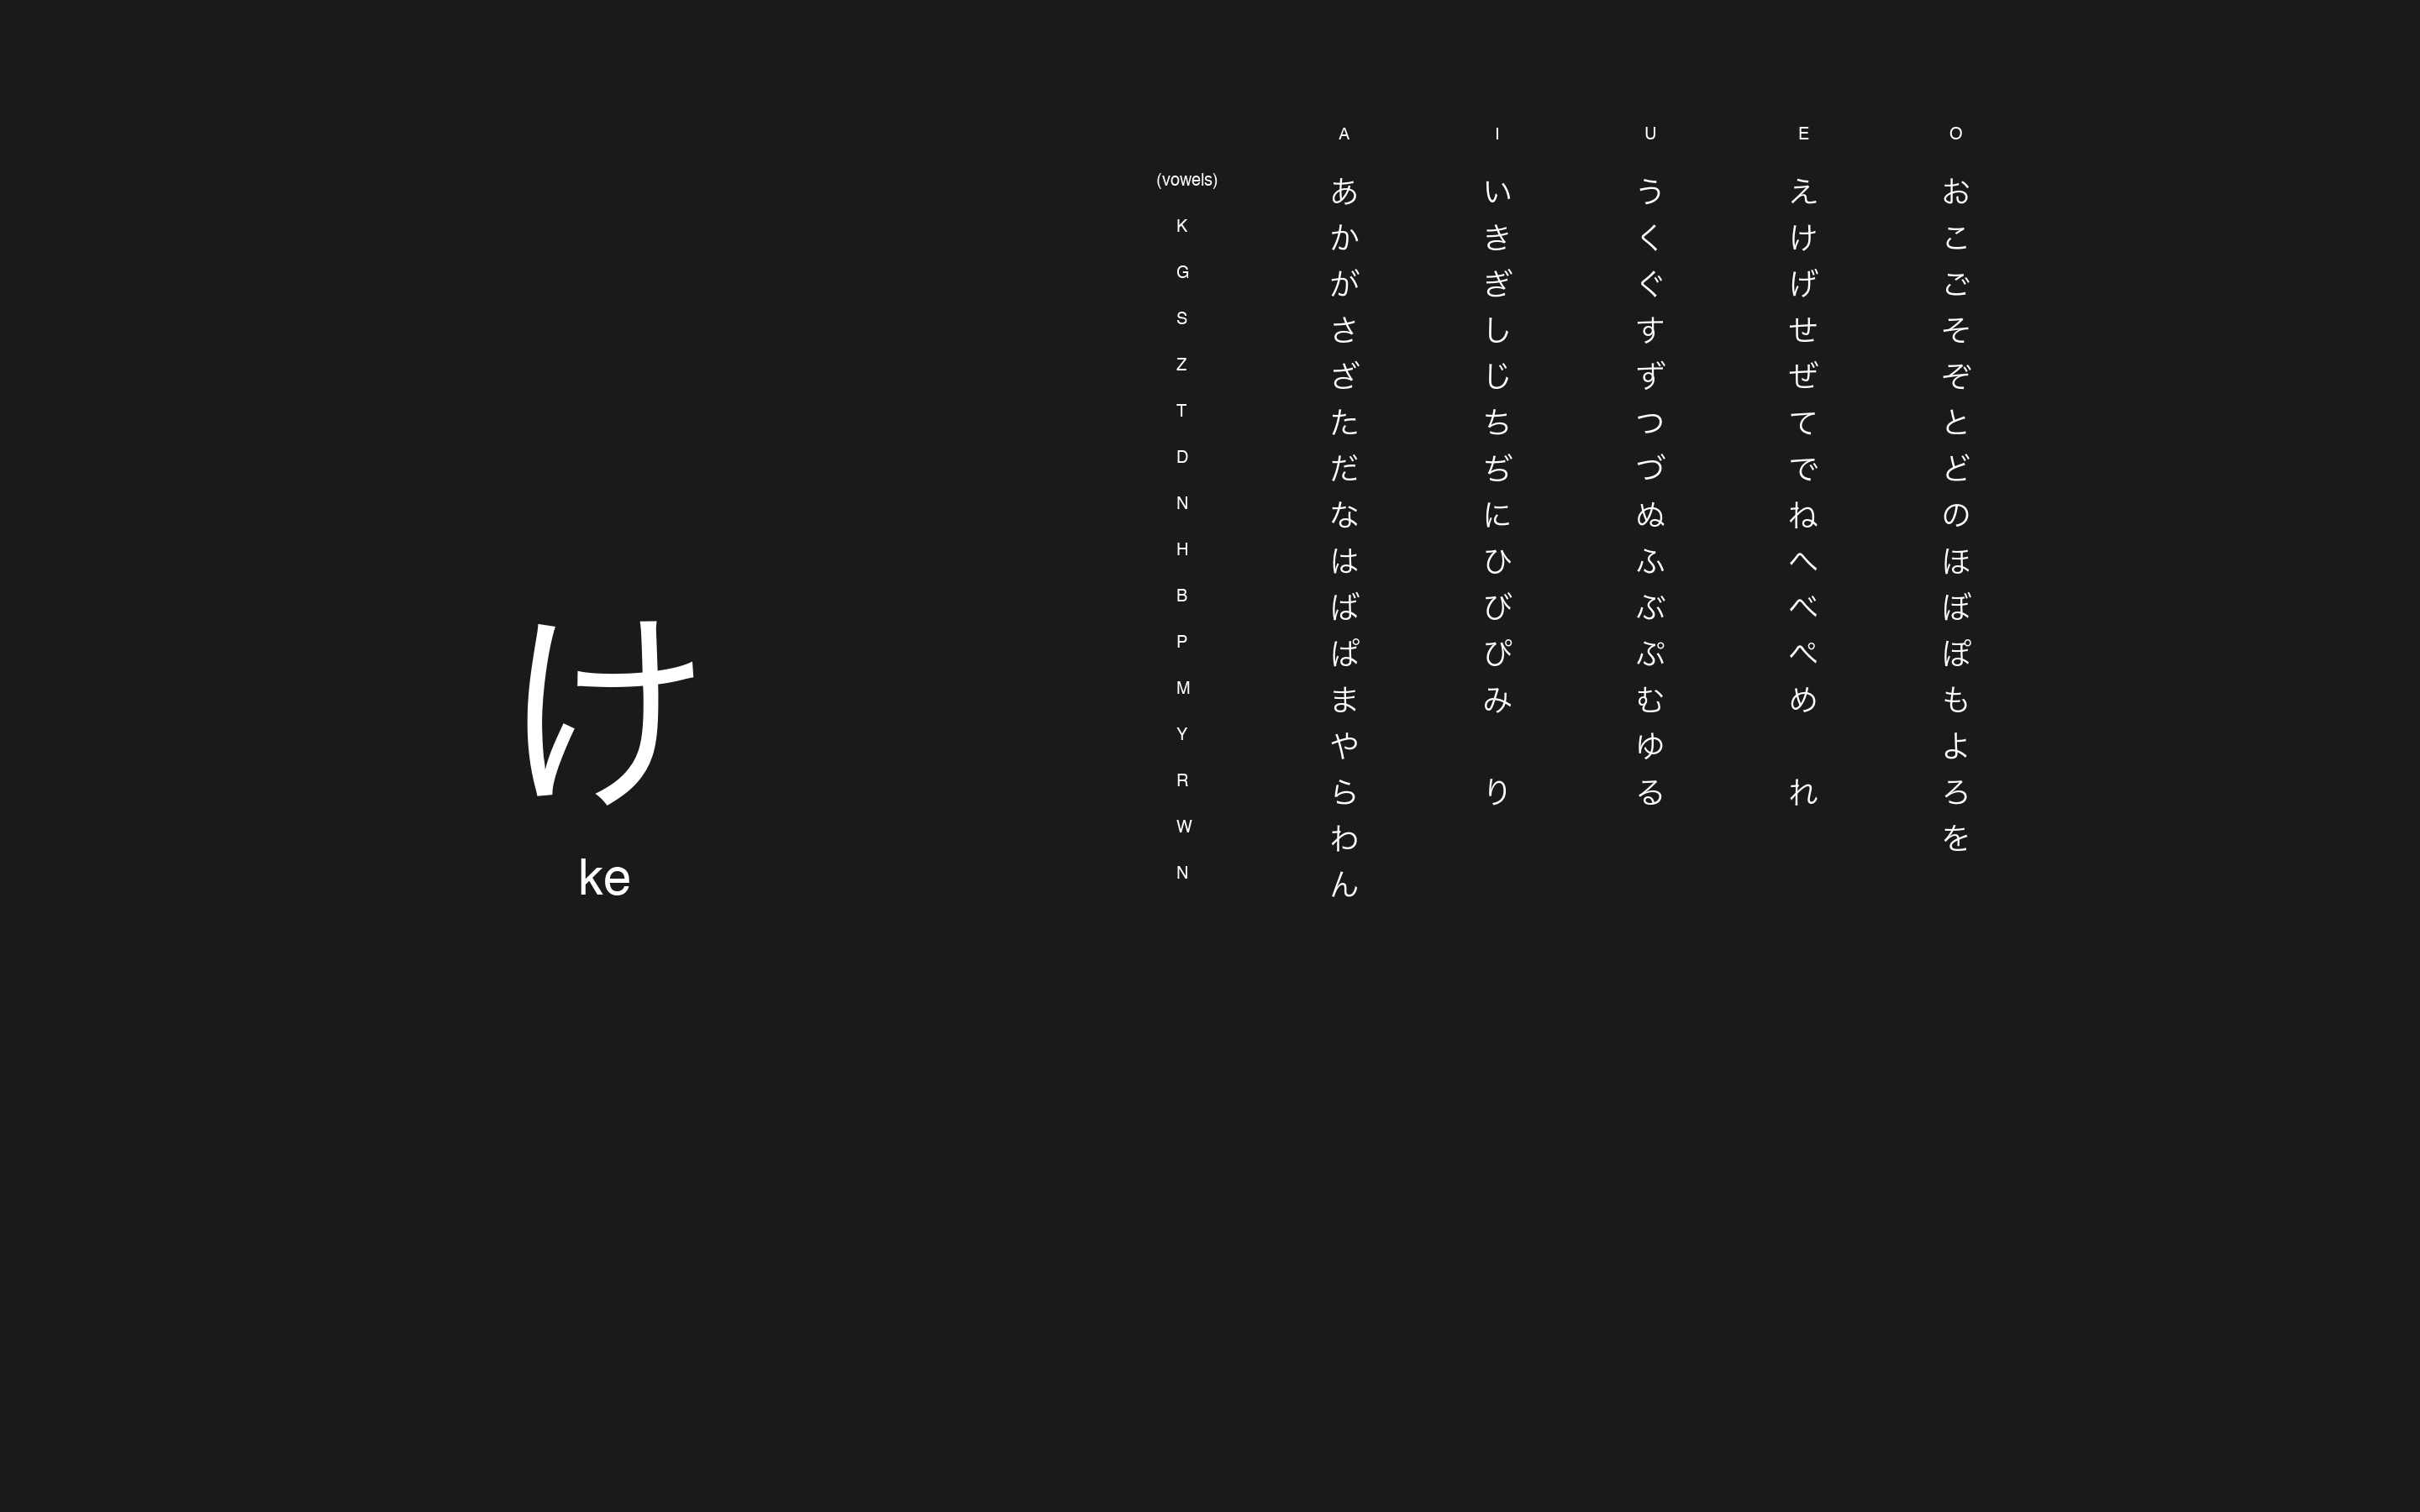 け
ke
A I U E O
(vowels) あ い う え お
K か き く け こ
G が ぎ ぐ げ ご
S さ し す せ そ
Z ざ じ ず ぜ ぞ
T た ち つ て と
D だ ぢ づ で ど
N な に ぬ ね の
H は ひ ふ へ ほ
B ば び ぶ べ ぼ
P ぱ ぴ ぷ ぺ ぽ
M ま み む め も
Y や ゆ よ
R ら り る れ ろ
W わ を
N ん